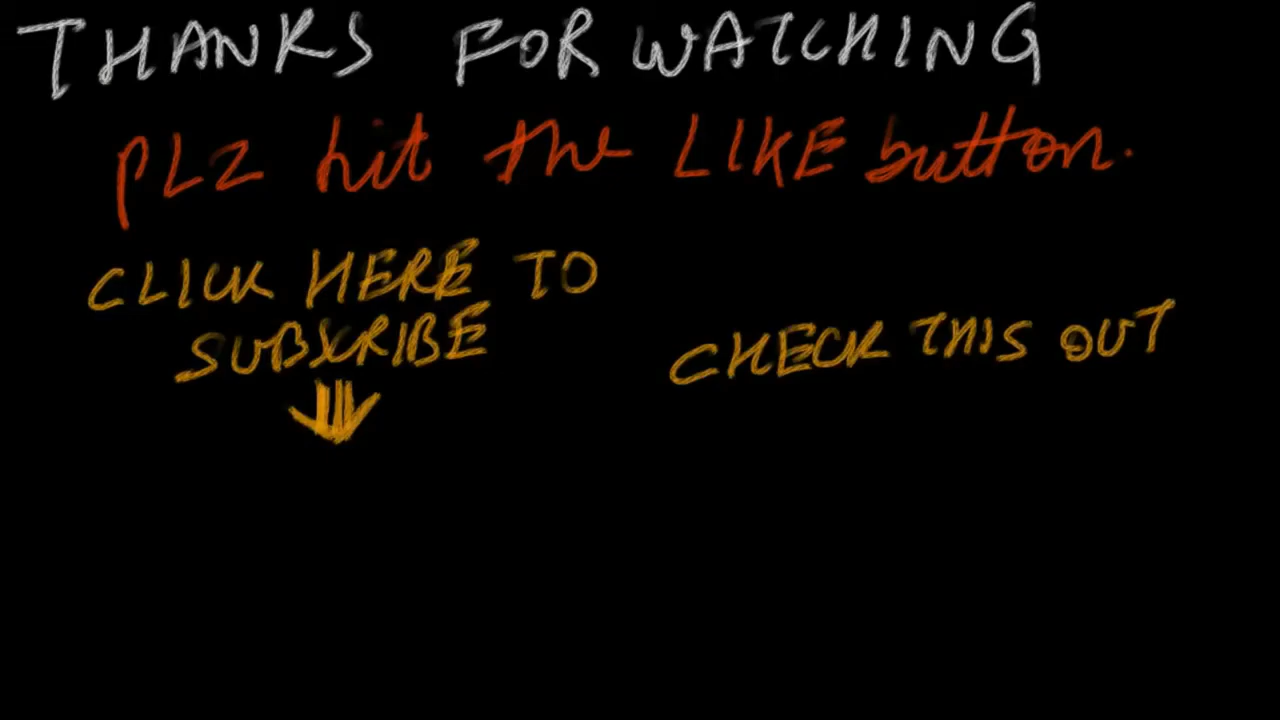 THANKS FOR WATCHING
PLZ hit the LIKE button.
CLICK HERE TO
SUBSCRIBE
CHECK THIS OUT